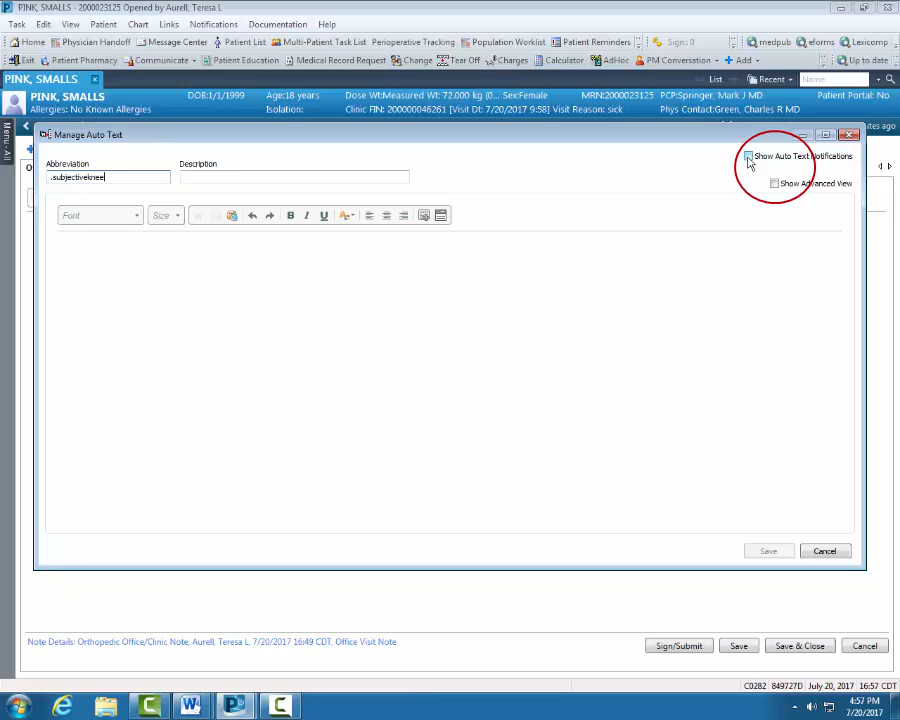 PINK, SMALLS - 2000023125 Opened by Aurell, Teresa L
Task Edit View Patient Chart Links Notifications Documentation Help
Home Physician Handoff Message Center Patient List Multi-Patient Task List Perioperative Tracking Population Worklist Patient Reminders Sign: 0 medpub eforms Lexicomp
Exit Patient Pharmacy Communicate Patient Education Medical Record Request Change Tear Off Charges Calculator AdHoc PM Conversation Add Up to date
PINK, SMALLS List Recent Name
PINK, SMALLS DOB:1/1/1999 Age:18 years Dose Wt:Measured Wt: 72.000 kg (0... Sex:Female MRN:2000023125 PCP:Springer, Mark J MD Patient Portal: No
Allergies: No Known Allergies Isolation: Clinic FIN: 200000046261 [Visit Dt: 7/20/2017 9:58] Visit Reason: sick Phys Contact:Green, Charles R MD
Menu - All
utes ago
Manage Auto Text
Abbreviation Description Show Auto Text Notifications
.subjectiveknee Show Advanced View
Font Size B I U A
Save Cancel
Note Details: Orthopedic Office/Clinic Note, Aurell, Teresa L, 7/20/2017 16:49 CDT, Office Visit Note
Sign/Submit Save Save & Close Cancel
C0282 849727D July 20, 2017 16:57 CDT
4:57 PM
7/20/2017